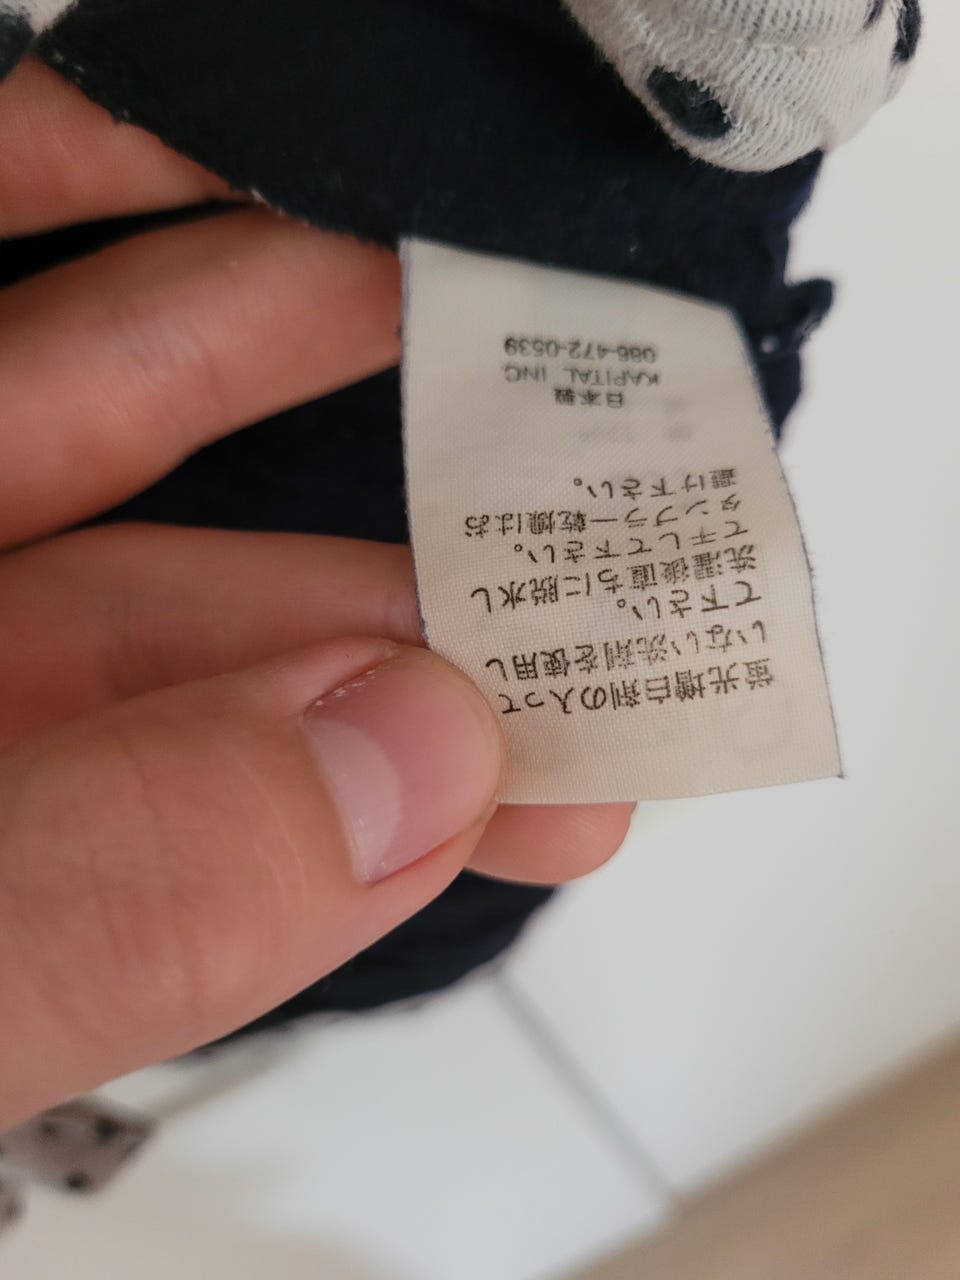 蛍光増白剤の入って
いない洗剤を使用し
て下さい。
洗濯後直ちに脱水し
て干して下さい。
タンブラー乾燥はお
避け下さい。
日本製
KAPITAL INC
086-472-0539